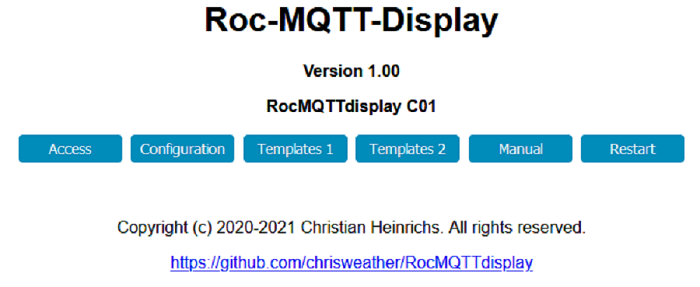 Roc-MQTT-Display
Version 1.00
RocMQTTdisplay C01
Access Configuration Templates 1 Templates 2 Manual Restart
Copyright (c) 2020-2021 Christian Heinrichs. All rights reserved.
https://github.com/chrisweather/RocMQTTdisplay